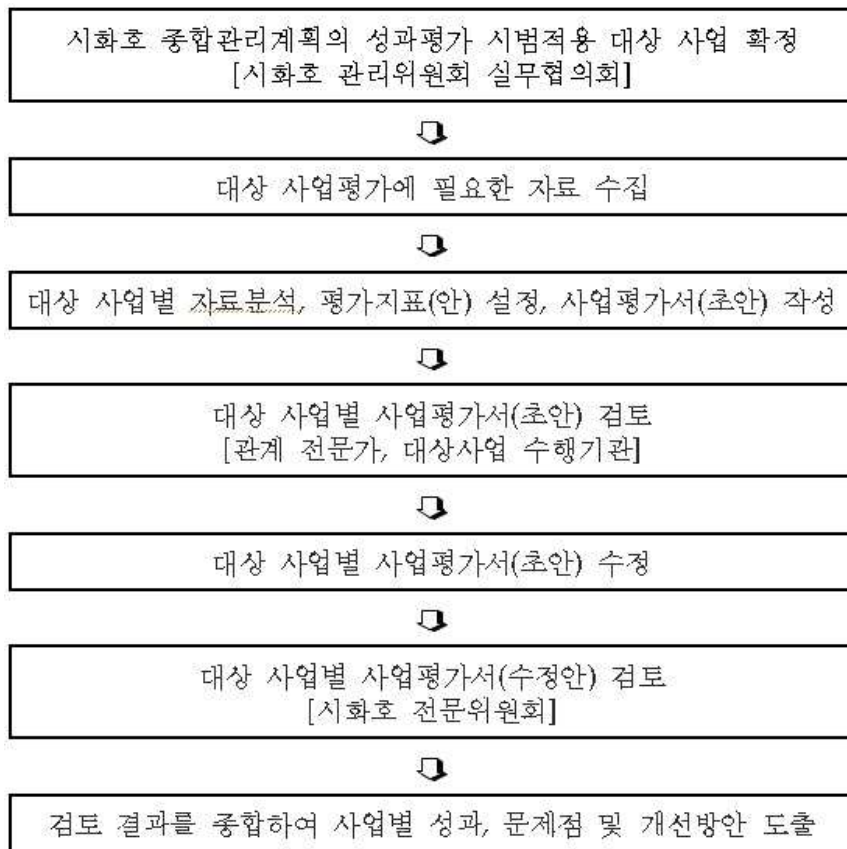 시화호 종합관리계획의 성과평가 시범적용 대상 사업 확정
[시화호 관리위원회 실무협의회]
대상 사업평가에 필요한 자료 수집
대상 사업별 자료분석, 평가지표(안) 설정, 사업평가서(초안) 작성
대상 사업별 사업평가서(초안) 검토
[관계 전문가, 대상사업 수행기관]
대상 사업별 사업평가서(초안) 수정
대상 사업별 사업평가서(수정안) 검토
[시화호 전문위원회]
검토 결과를 종합하여 사업별 성과, 문제점 및 개선방안 도출